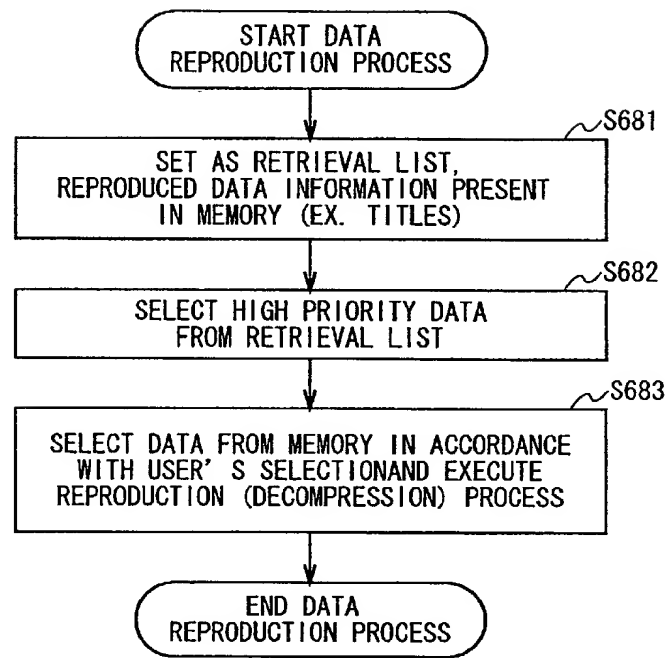 START DATA
REPRODUCTION PROCESS
S681
SET AS RETRIEVAL LIST,
REPRODUCED DATA INFORMATION PRESENT
IN MEMORY (EX. TITLES)
S682
SELECT HIGH PRIORITY DATA
FROM RETRIEVAL LIST
S683
SELECT DATA FROM MEMORY IN ACCORDANCE
WITH USER'S SELECTIONAND EXECUTE
REPRODUCTION (DECOMPRESSION) PROCESS
END DATA
REPRODUCTION PROCESS